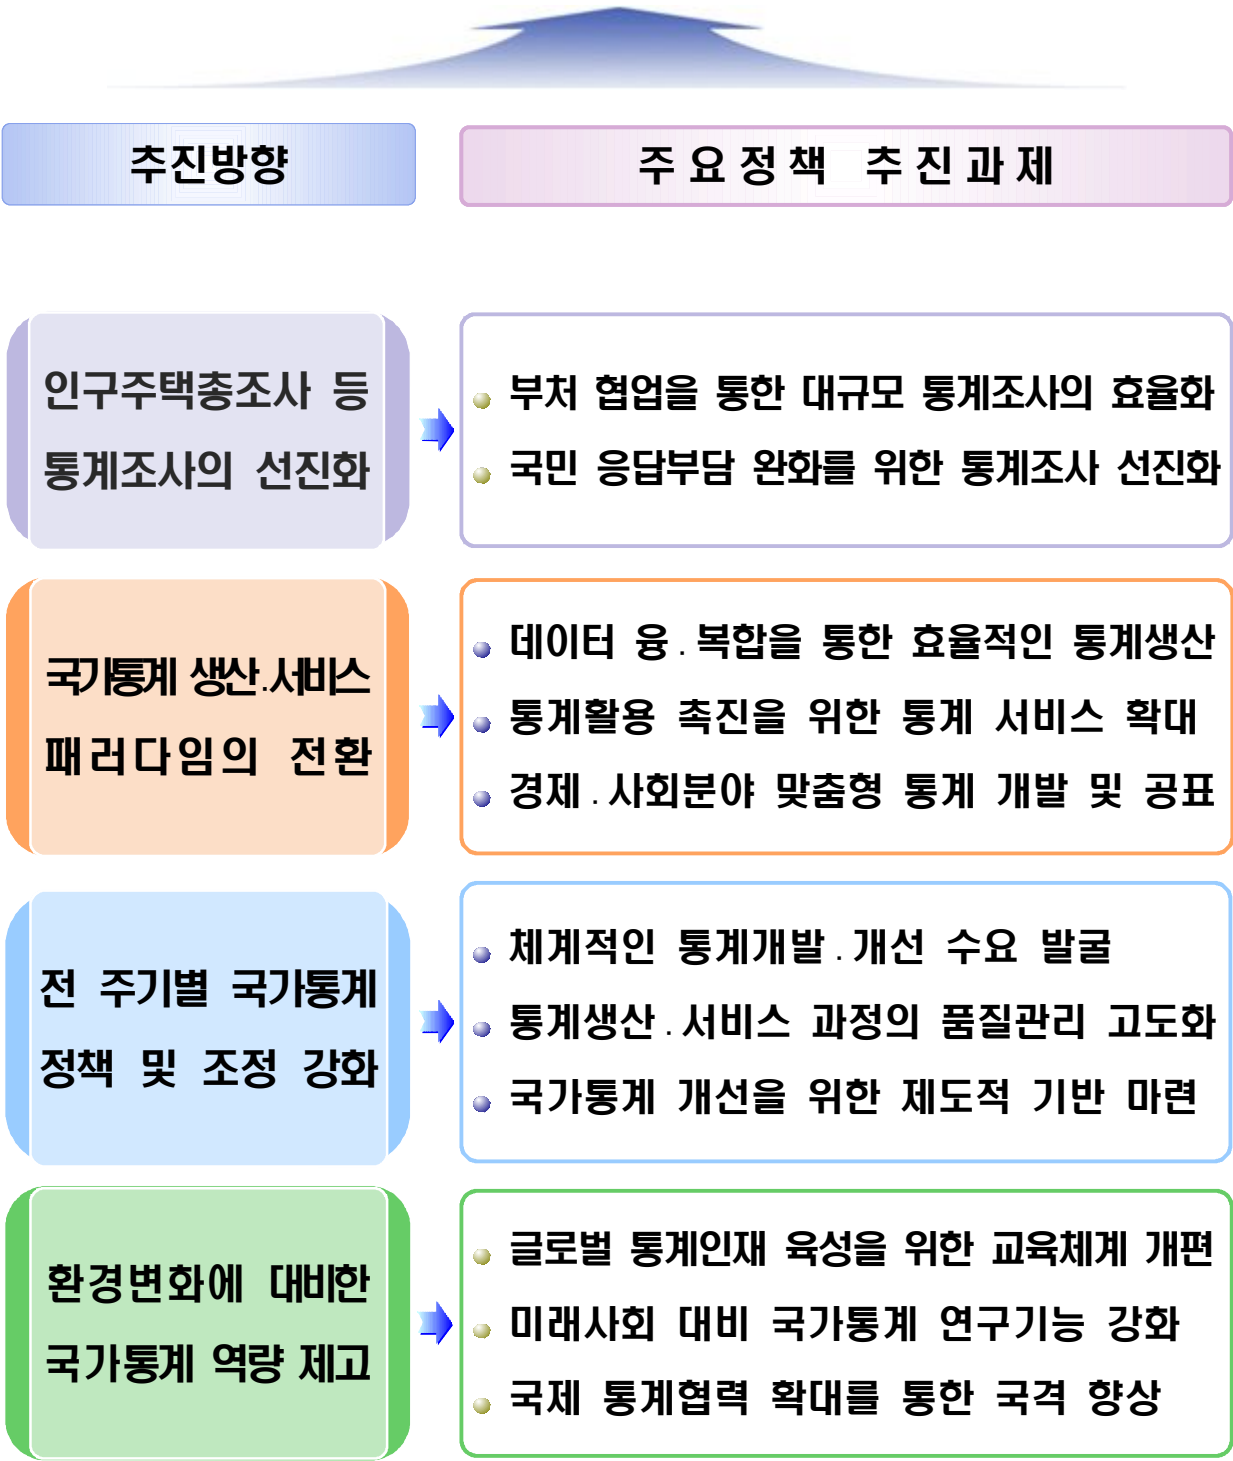 추진방향
주요정책 추진과제
인구주택총조사 등
통계조사의 선진화
부처 협업을 통한 대규모 통계조사의 효율화
국민 응답부담 완화를 위한 통계조사 선진화
국가통계 생산.서비스
패러다임의 전환
데이터 융.복합을 통한 효율적인 통계생산
통계활용 촉진을 위한 통계 서비스 확대
경제.사회분야 맞춤형 통계 개발 및 공표
전 주기별 국가통계
정책 및 조정 강화
체계적인 통계개발.개선 수요 발굴
통계생산.서비스 과정의 품질관리 고도화
국가통계 개선을 위한 제도적 기반 마련
환경변화에 대비한
국가통계 역량 제고
글로벌 통계인재 육성을 위한 교육체계 개편
미래사회 대비 국가통계 연구기능 강화
국제 통계협력 확대를 통한 국격 향상